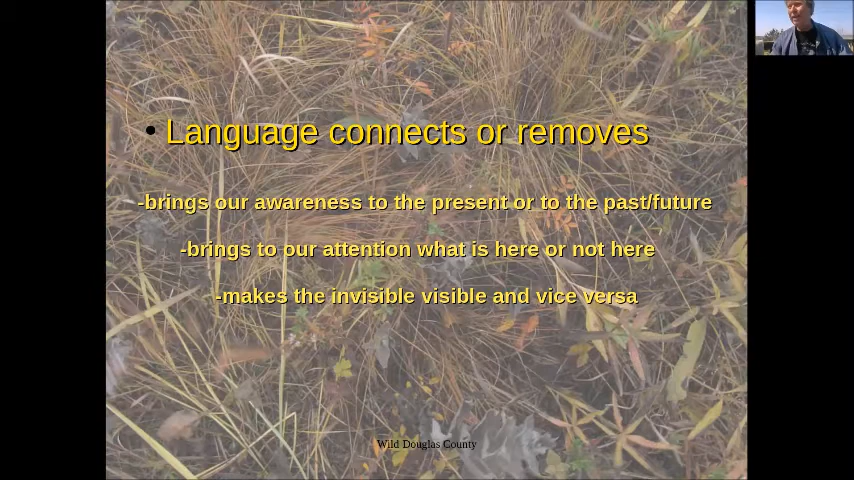 • Language connects or removes
-brings our awareness to the present or to the past/future
-brings to our attention what is here or not here
-makes the invisible visible and vice versa
Wild Douglas County